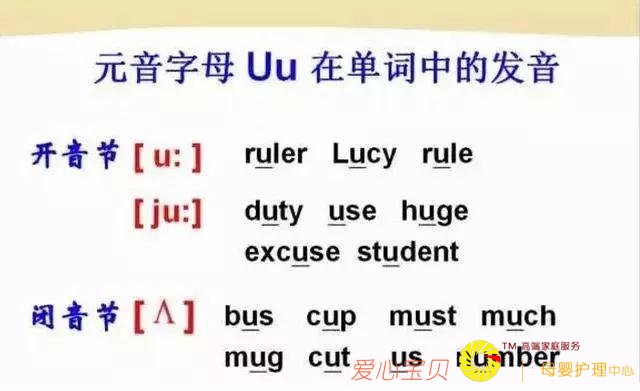 元音字母 Uu 在单词中的发音
开音节 [ u: ] ruler Lucy rule
[ ju:] duty use huge
excuse student
闭音节 [ Λ ] bus cup must much
mug cut us number
TM 高端家庭服务
爱心宝贝 | 母婴护理中心